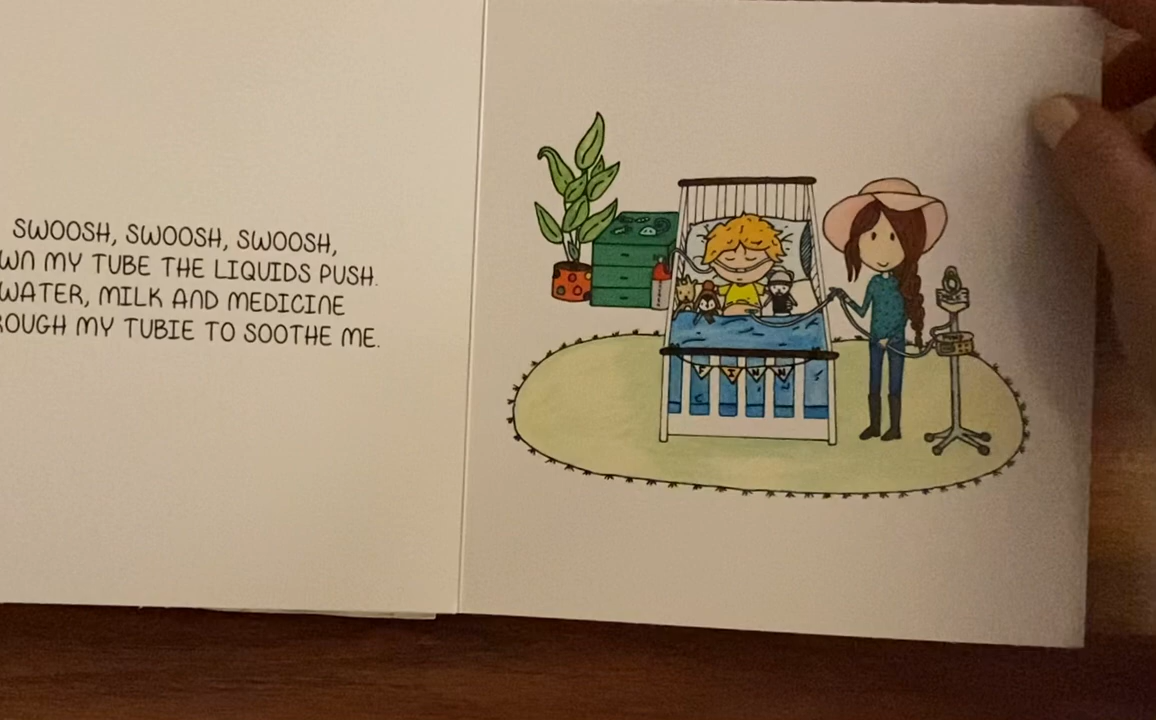 SWOOSH, SWOOSH, SWOOSH,
MY TUBE THE LIQUIDS PUSH.
WATER, MILK AND MEDICINE
MY TUBIE TO SOOTHE ME.
FINN